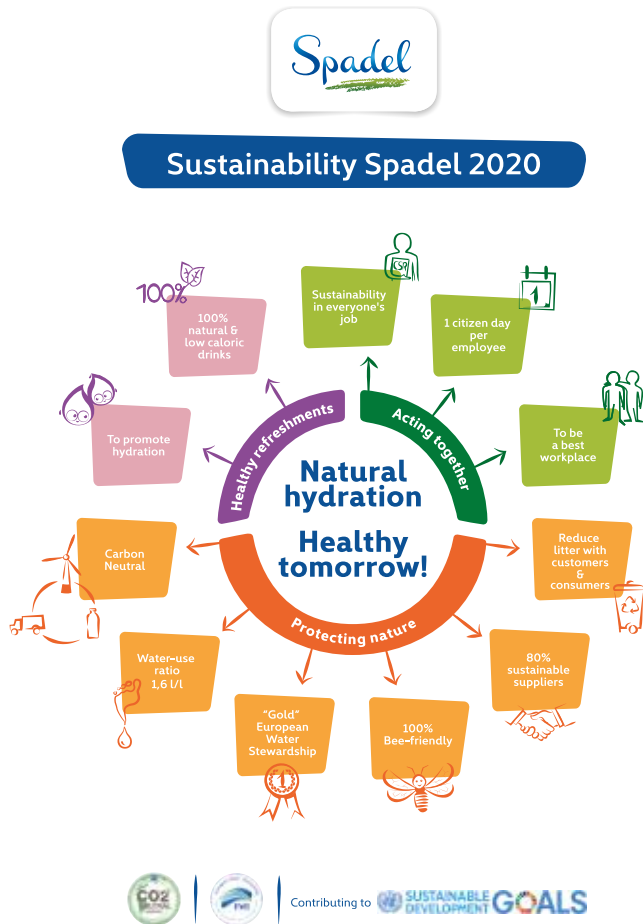 Spadel
Sustainability Spadel 2020
100%
100%
natural &
low caloric
drinks
CSR
Sustainability
in everyone's
job
1
1 citizen day
per
employee
To promote
hydration
To be
a best
workplace
Healthy refreshments
Acting together
Natural
hydration
Healthy
tomorrow!
Protecting nature
Carbon
Neutral
Reduce
litter with
customers
&
consumers
Water-use
ratio
1,6 l/l
80%
sustainable
suppliers
"Gold"
European
Water
Stewardship
1
100%
Bee-friendly
CO2
Contributing to
SUSTAINABLE
DEVELOPMENT
GOALS